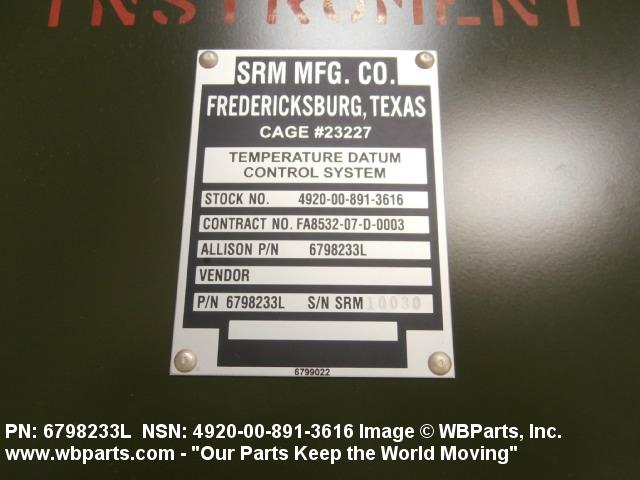 INSTRUMENT
SRM MFG. CO.
FREDERICKSBURG, TEXAS
CAGE #23227
TEMPERATURE DATUM
CONTROL SYSTEM
STOCK NO. 4920-00-891-3616
CONTRACT NO. FA8532-07-D-0003
ALLISON P/N 6798233L
VENDOR
P/N 6798233L S/N SRM 10030
6799022
PN: 6798233L NSN: 4920-00-891-3616 Image © WBParts, Inc.
www.wbparts.com - "Our Parts Keep the World Moving"